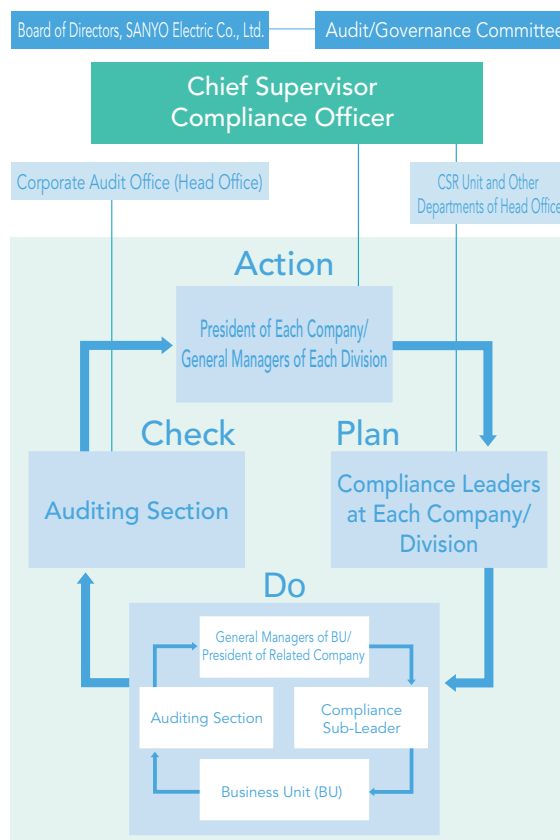 Board of Directors, SANYO Electric Co., Ltd.
Audit/Governance Committee
Chief Supervisor
Compliance Officer
Corporate Audit Office (Head Office)
CSR Unit and Other
Departments of Head Office
Action
President of Each Company/
General Managers of Each Division
Check
Plan
Auditing Section
Compliance Leaders
at Each Company/
Division
Do
General Managers of BU/
President of Related Company
Auditing Section
Compliance
Sub-Leader
Business Unit (BU)